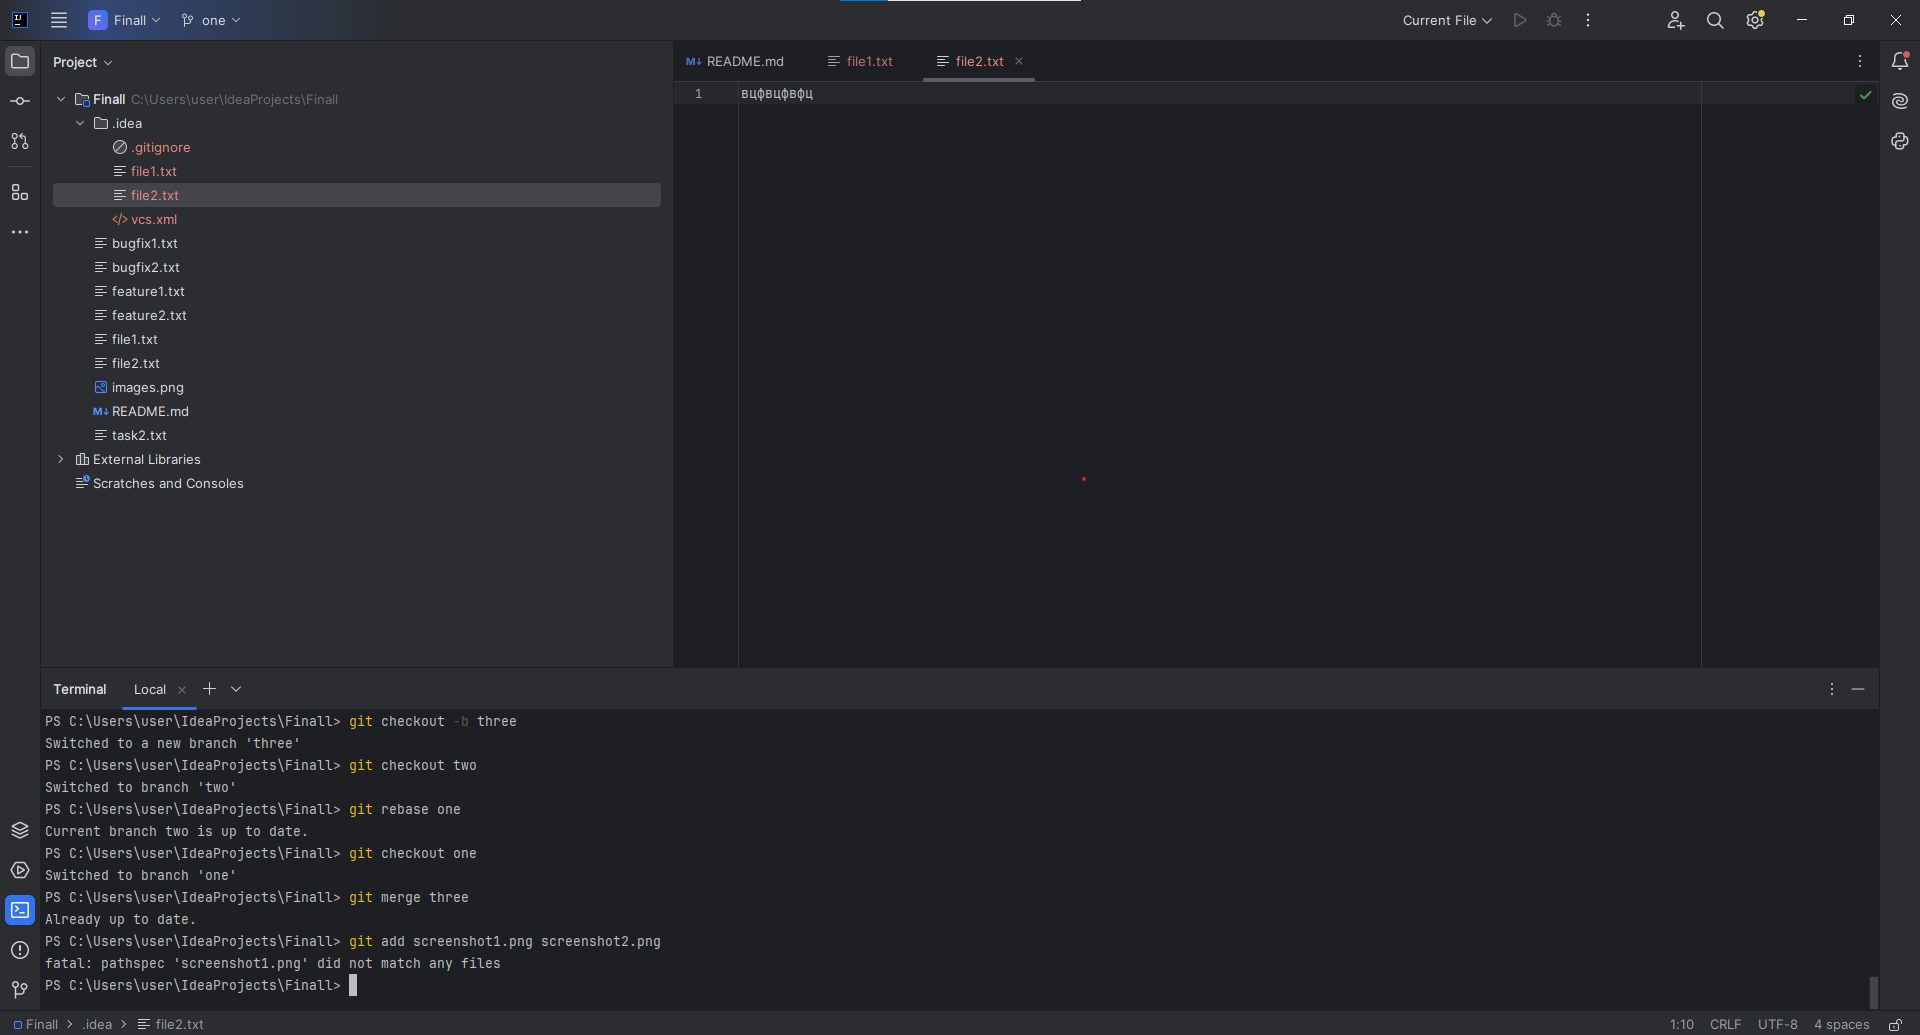 F Finall one Current File
Project
README.md file1.txt file2.txt
Finall C:\Users\user\IdeaProjects\Finall
.idea
.gitignore
file1.txt
file2.txt
vcs.xml
bugfix1.txt
bugfix2.txt
feature1.txt
feature2.txt
file1.txt
file2.txt
images.png
README.md
task2.txt
External Libraries
Scratches and Consoles
1 вцфвцфвфц
Terminal Local
PS C:\Users\user\IdeaProjects\Finall> git checkout -b three
Switched to a new branch 'three'
PS C:\Users\user\IdeaProjects\Finall> git checkout two
Switched to branch 'two'
PS C:\Users\user\IdeaProjects\Finall> git rebase one
Current branch two is up to date.
PS C:\Users\user\IdeaProjects\Finall> git checkout one
Switched to branch 'one'
PS C:\Users\user\IdeaProjects\Finall> git merge three
Already up to date.
PS C:\Users\user\IdeaProjects\Finall> git add screenshot1.png screenshot2.png
fatal: pathspec 'screenshot1.png' did not match any files
PS C:\Users\user\IdeaProjects\Finall>
Finall > .idea > file2.txt 1:10 CRLF UTF-8 4 spaces